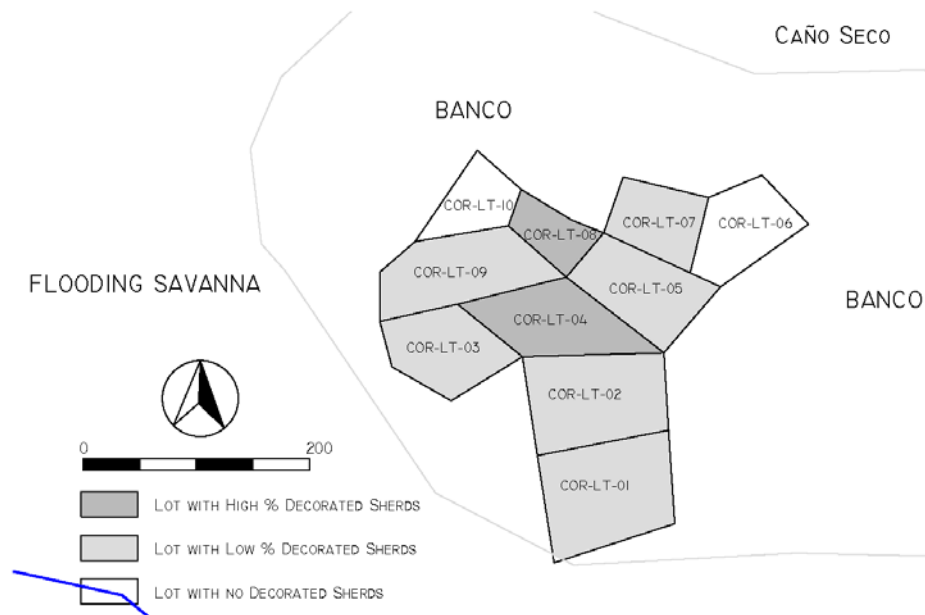 CAÑO SECO
BANCO
COR-LT-10
COR-LT-07
COR-LT-06
COR-LT-08
COR-LT-09
FLOODING SAVANNA
COR-LT-05
BANCO
COR-LT-04
COR-LT-03
COR-LT-02
0 200
COR-LT-01
LOT WITH HIGH % DECORATED SHERDS
LOT WITH LOW % DECORATED SHERDS
LOT WITH NO DECORATED SHERDS